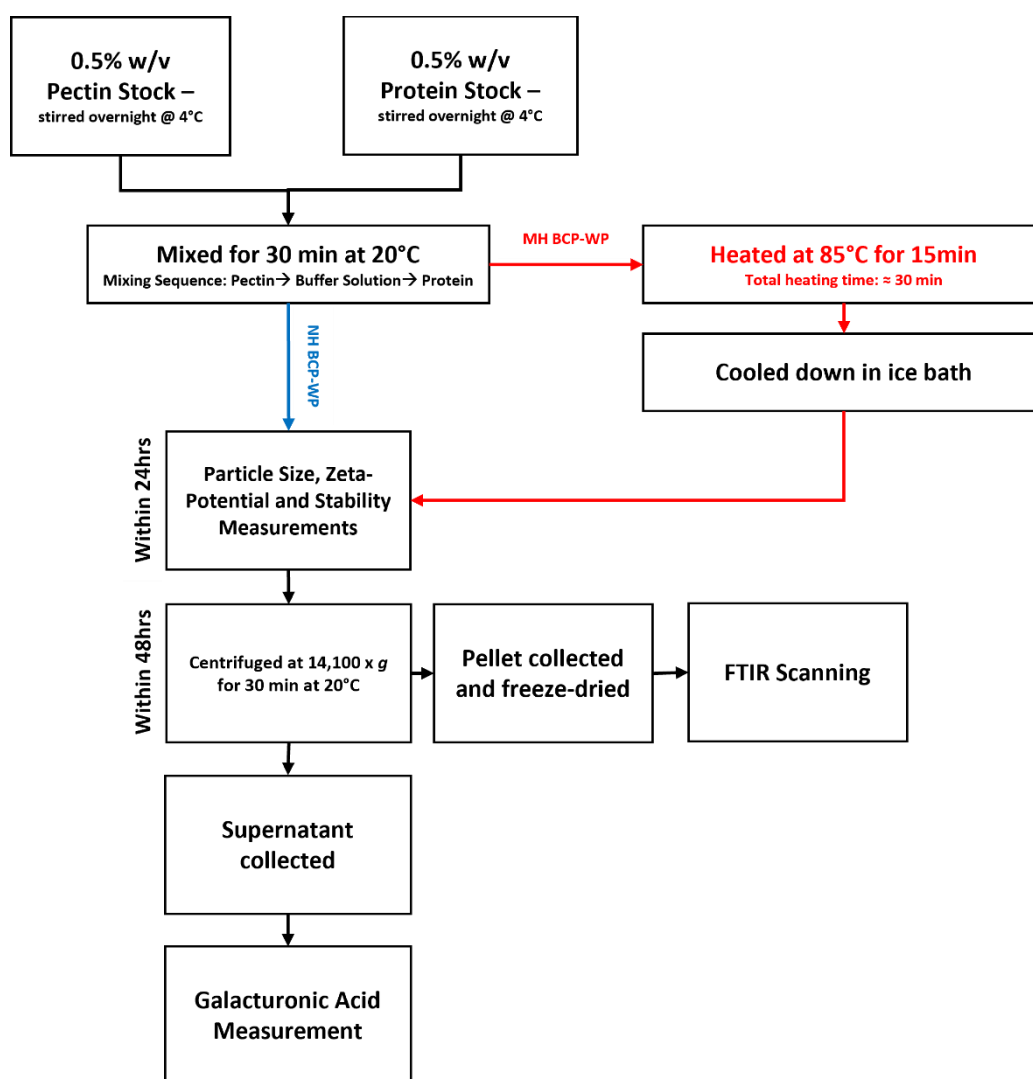 0.5% w/v
Pectin Stock –
stirred overnight @ 4°C
0.5% w/v
Protein Stock –
stirred overnight @ 4°C
Mixed for 30 min at 20°C
Mixing Sequence: Pectin→ Buffer Solution→ Protein
MH BCP-WP
Heated at 85°C for 15min
Total heating time: ≈ 30 min
NH BCP-WP
Cooled down in ice bath
Within 24hrs
Particle Size, Zeta-
Potential and Stability
Measurements
Within 48hrs
Centrifuged at 14,100 x g
for 30 min at 20°C
Pellet collected
and freeze-dried
FTIR Scanning
Supernatant
collected
Galacturonic Acid
Measurement